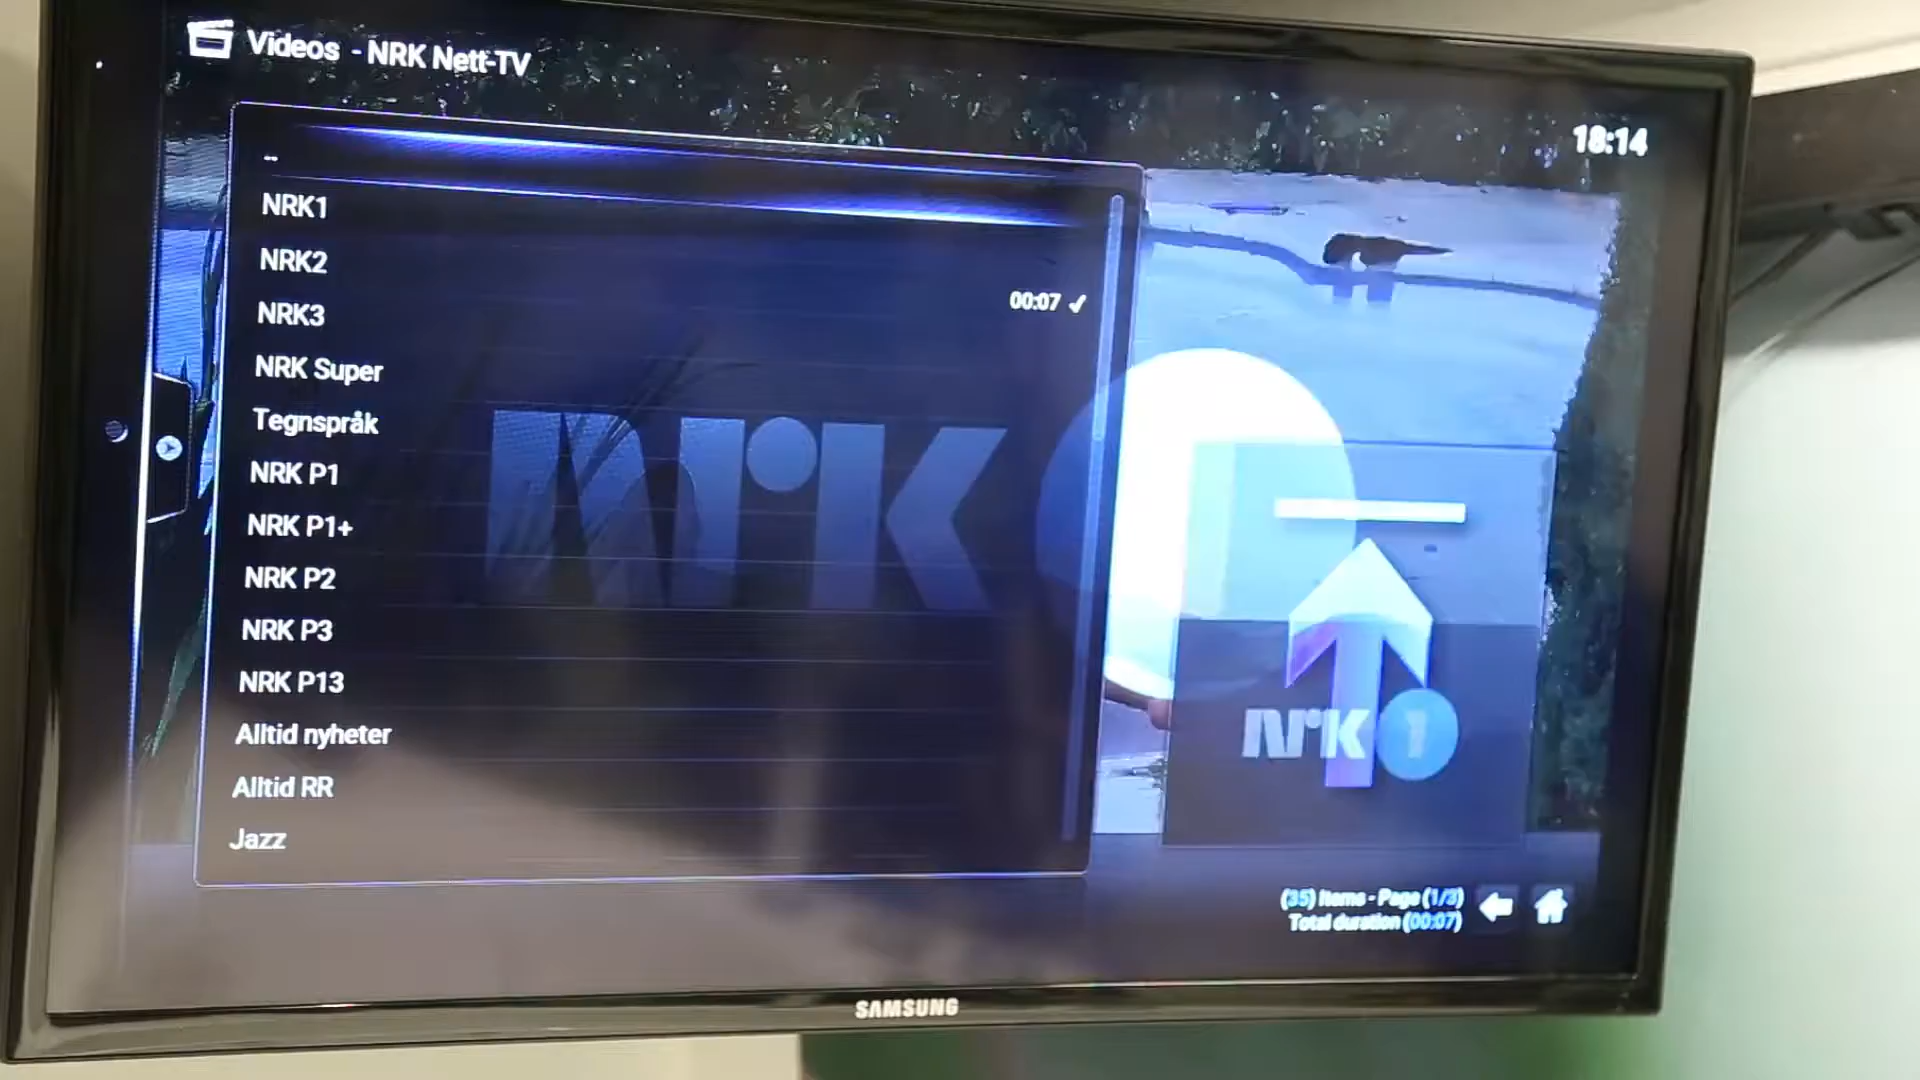 Videos - NRK Nett-TV
18:14
..
NRK1
NRK2
NRK3
00:07 ✓
NRK Super
Tegnspråk
NRK P1
NRK P1+
NRK P2
NRK P3
NRK P13
Alltid nyheter
Alltid RR
Jazz
nrk
nrk 1
(35) Items - Page (1/3)
Total duration (00:07)
SAMSUNG